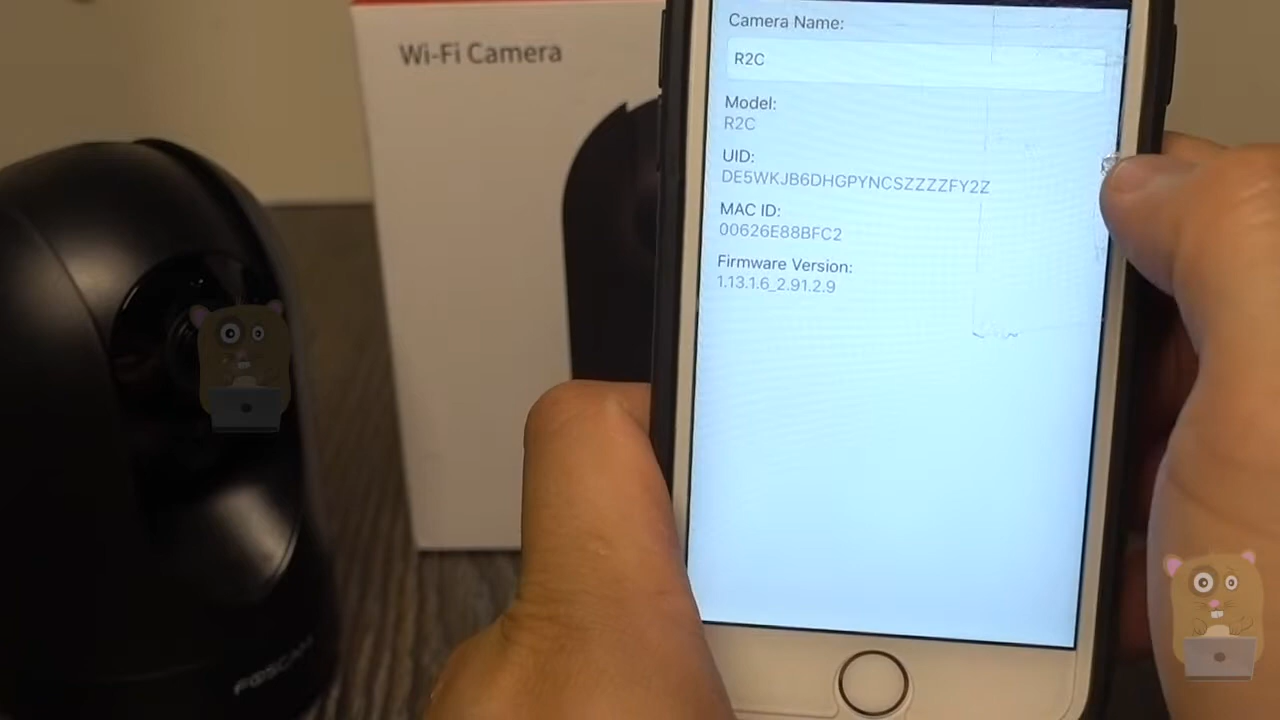 Wi-Fi Camera
Camera Name:
R2C
Model:
R2C
UID:
DE5WKJB6DHGPYNCSZZZZFY2Z
MAC ID:
00626E88BFC2
Firmware Version:
1.13.1.6_2.91.2.9
FOSCAM